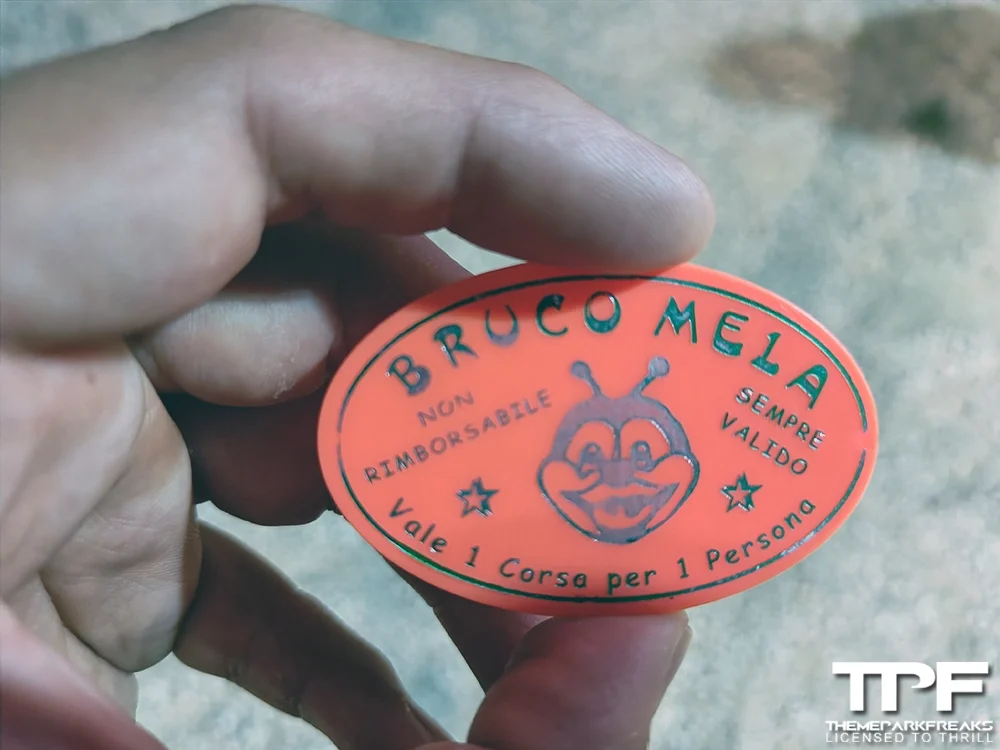 BRUCO MELA
NON
RIMBORSABILE
SEMPRE
VALIDO
Vale 1 Corsa per 1 Persona
TPF
THEMEPARKFREAKS
LICENSED TO THRILL